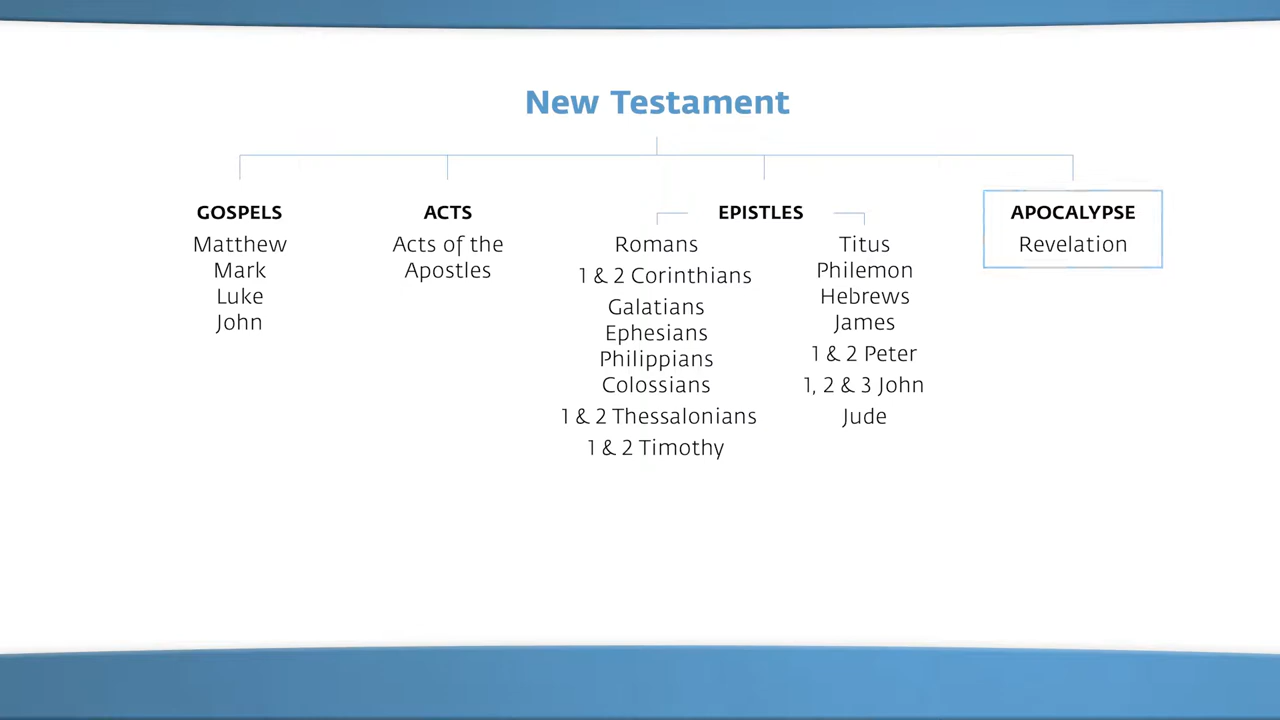 New Testament
GOSPELS
Matthew
Mark
Luke
John
ACTS
Acts of the
Apostles
EPISTLES
Romans
1 & 2 Corinthians
Galatians
Ephesians
Philippians
Colossians
1 & 2 Thessalonians
1 & 2 Timothy
Titus
Philemon
Hebrews
James
1 & 2 Peter
1, 2 & 3 John
Jude
APOCALYPSE
Revelation